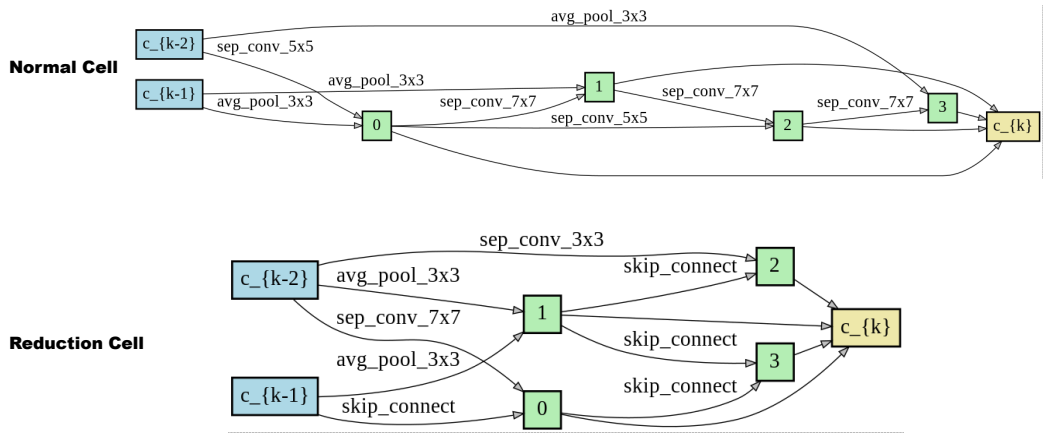 avg_pool_3x3
c_{k-2}
sep_conv_5x5
Normal Cell
avg_pool_3x3
1
c_{k-1}
avg_pool_3x3
sep_conv_7x7
sep_conv_7x7
sep_conv_7x7
3
0
sep_conv_5x5
2
c_{k}
sep_conv_3x3
c_{k-2}
avg_pool_3x3
skip_connect
2
sep_conv_7x7
1
c_{k}
Reduction Cell
avg_pool_3x3
skip_connect
3
c_{k-1}
skip_connect
skip_connect
0